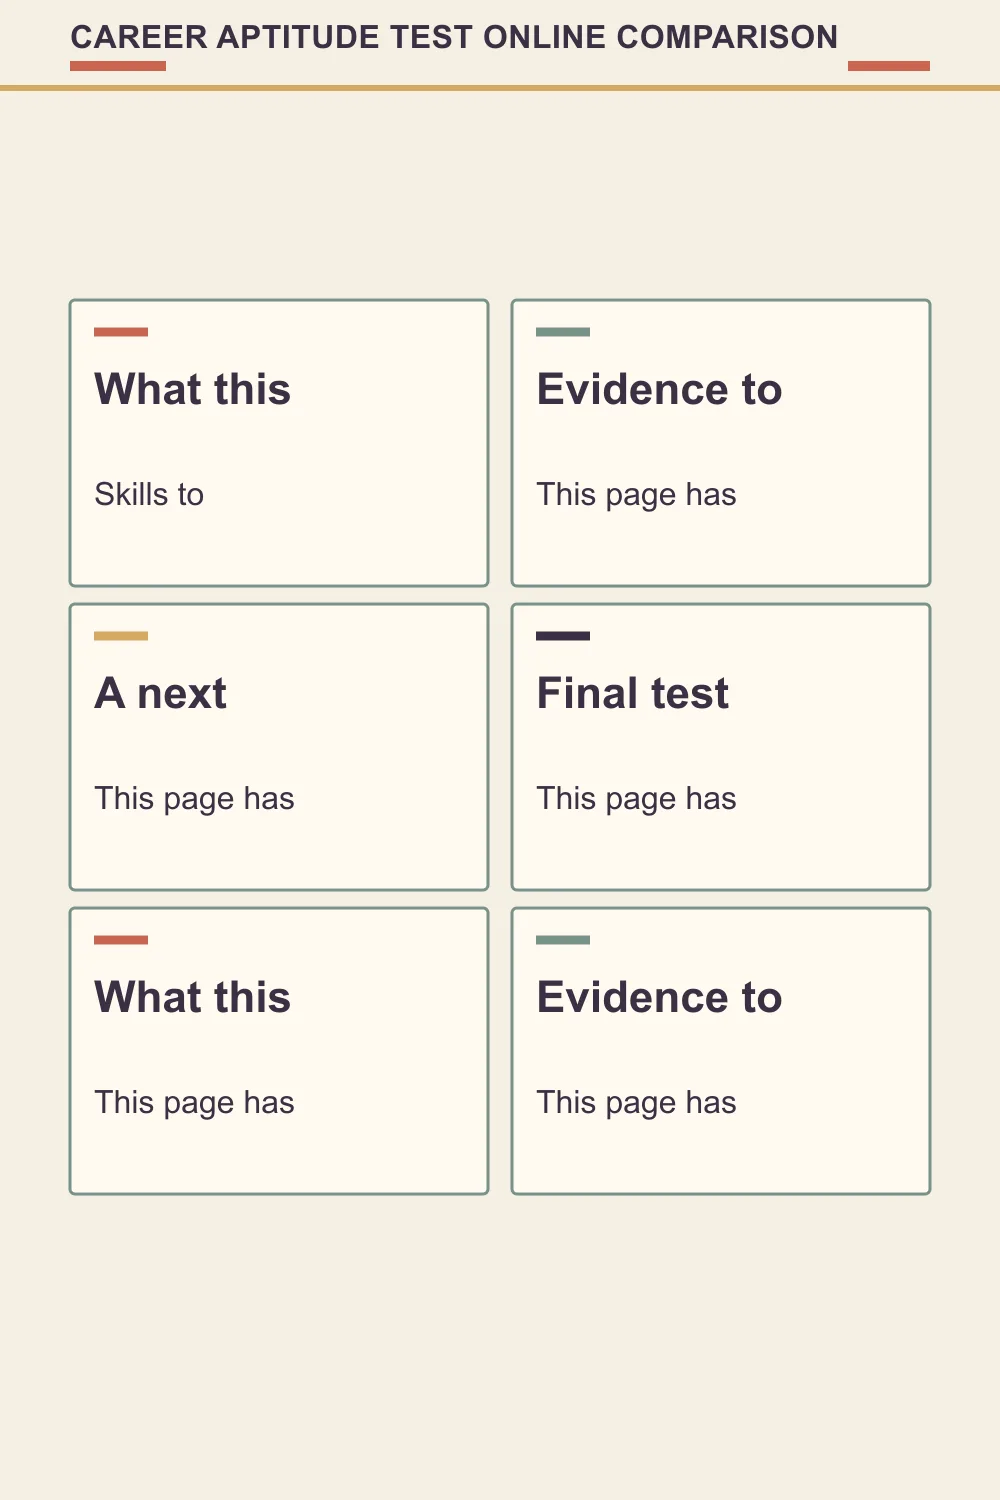 CAREER APTITUDE TEST ONLINE COMPARISON
What this
Skills to
Evidence to
This page has
A next
This page has
Final test
This page has
What this
This page has
Evidence to
This page has